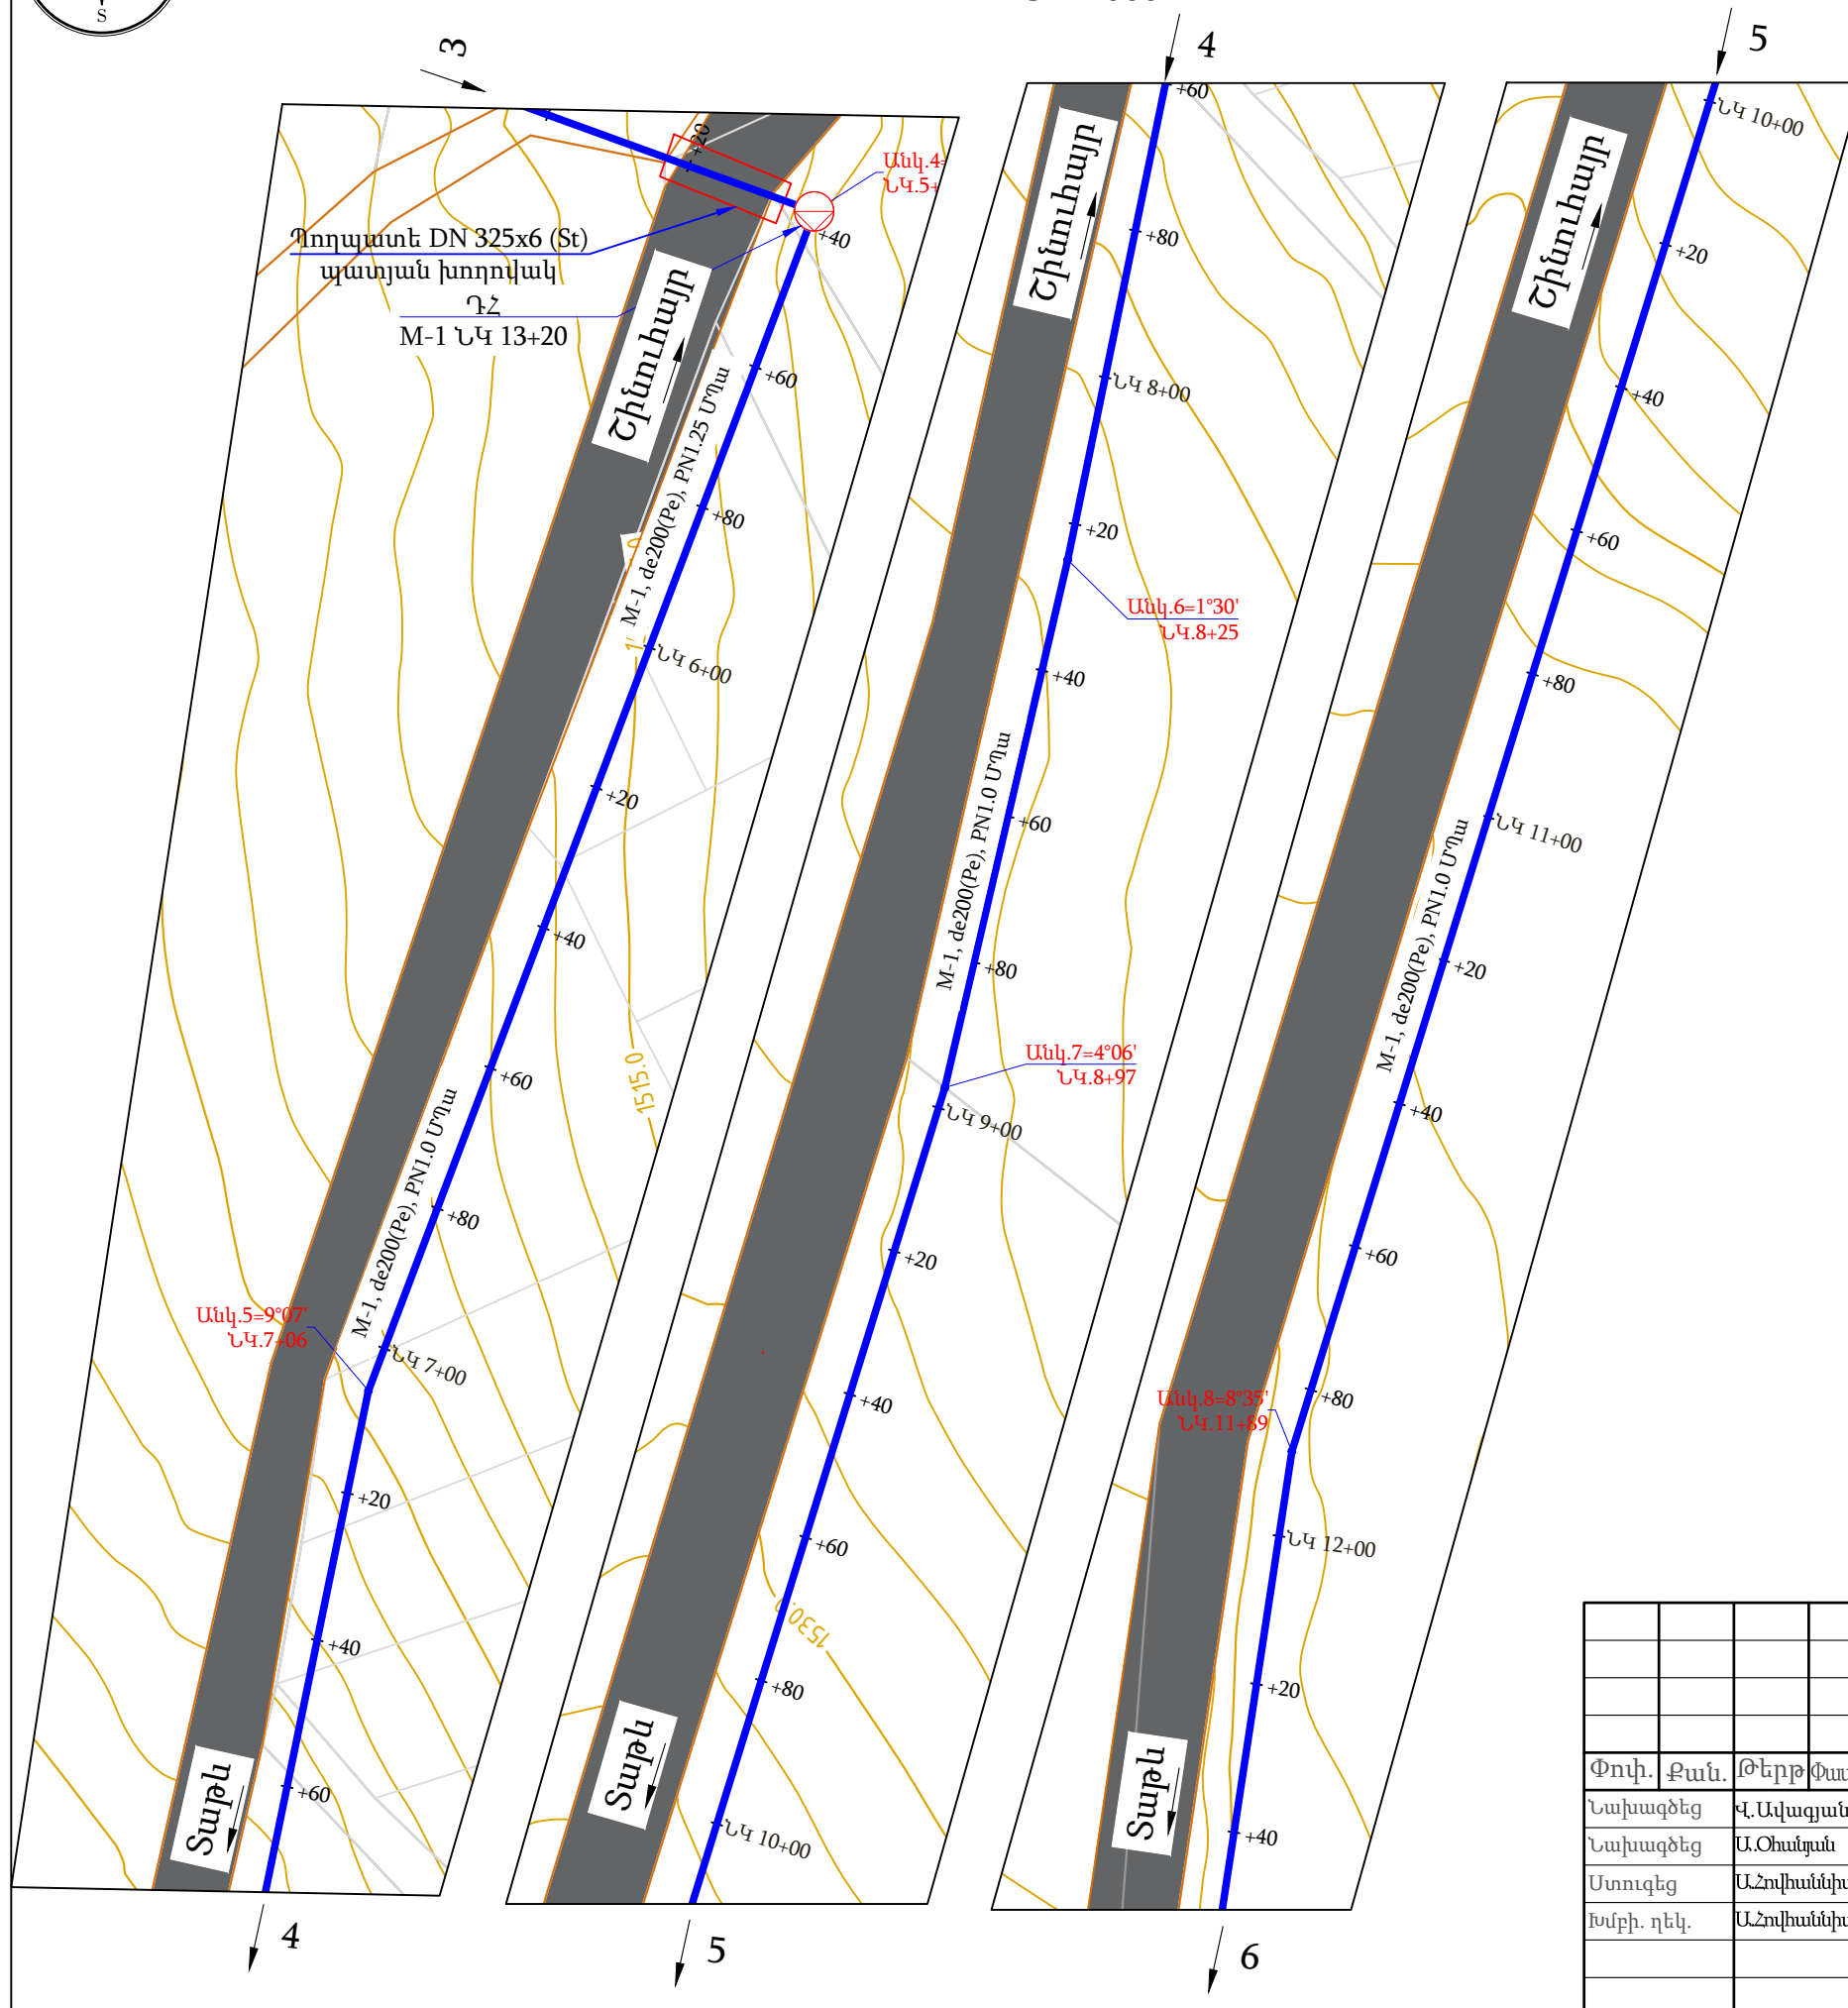 S
3
+20
Անկ.4=
ՆԿ.5+
+40
Պողպատե DN 325x6 (St)
պատյան խողովակ
ԴՀ
M-1 ՆԿ 13+20
Շինուհայր
M-1, de200(Pe), PN1.25 ՄՊա
+60
+80
ՆԿ 6+00
+20
+40
+60
1515.0
M-1, de200(Pe), PN1.0 ՄՊա
+80
Անկ.5=9°07'
ՆԿ.7+06
ՆԿ 7+00
+20
+40
+60
Տաթև
4
4
+60
Շինուհայր
+80
ՆԿ 8+00
+20
Անկ.6=1°30'
ՆԿ.8+25
+40
M-1, de200(Pe), PN1.0 ՄՊա
+60
+80
Անկ.7=4°06'
ՆԿ.8+97
ՆԿ 9+00
+20
+40
+60
1530.0
+80
Տաթև
ՆԿ 10+00
5
5
ՆԿ 10+00
Շինուհայր
+20
+40
+60
+80
ՆԿ 11+00
M-1, de200(Pe), PN1.0 ՄՊա
+20
+40
+60
+80
Անկ.8=8°35'
ՆԿ.11+89
ՆԿ 12+00
+20
Տաթև
+40
6
Փոփ. Քան. Թերթ Փաս
Նախագծեց Վ.Ավագյան
Նախագծեց Ա.Օհանյան
Ստուգեց Ա.Հովհաննիս
Խմբի. ղեկ. Ա.Հովհաննիս